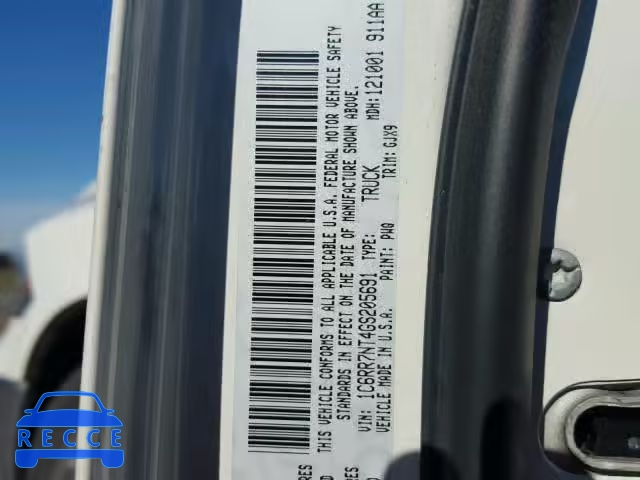 THIS VEHICLE CONFORMS TO ALL APPLICABLE U.S.A. FEDERAL MOTOR VEHICLE SAFETY
STANDARDS IN EFFECT ON THE DATE OF MANUFACTURE SHOWN ABOVE.
VIN: 1C6RR7NT4GS205691 TYPE: TRUCK MDH: 121001 911AA
VEHICLE MADE IN U.S.A. PAINT: PW7 TRIM: GJX9
RECCE